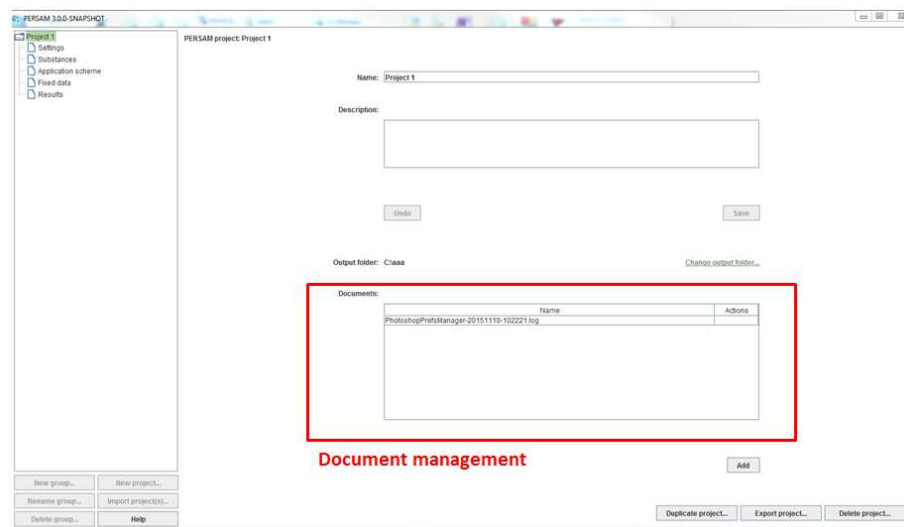 PERSAM 3.0.0-SNAPSHOT
Project 1
Settings
Substances
Application scheme
Fixed data
Results
PERSAM project: Project 1
Name: Project 1
Description:
Undo
Save
Output folder: C:\aaa
Change output folder...
Documents:
Name Actions
PhotoshopPrefsManager-20151110-102221.log
Document management
Add
New group... New project...
Rename group... Import project(s)...
Delete group... Help
Duplicate project... Export project... Delete project...